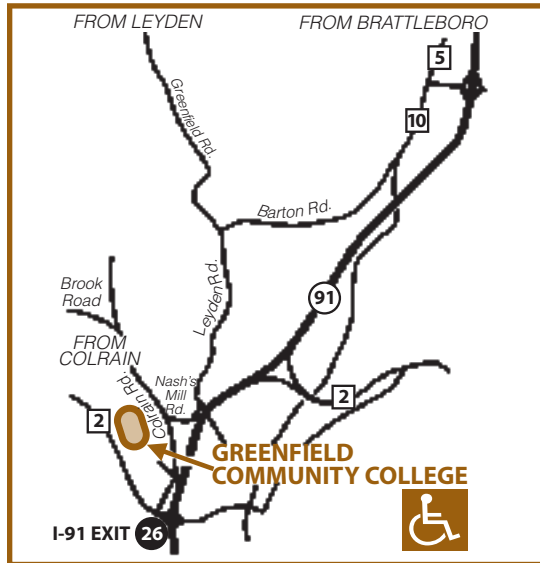 FROM LEYDEN
FROM BRATTLEBORO
5
10
Greenfield Rd.
Barton Rd.
Leyden Rd.
91
Brook
Road
FROM
COLRAIN
Colrain Rd.
Nash's
Mill
Rd.
2
2
GREENFIELD
COMMUNITY COLLEGE
I-91 EXIT 26